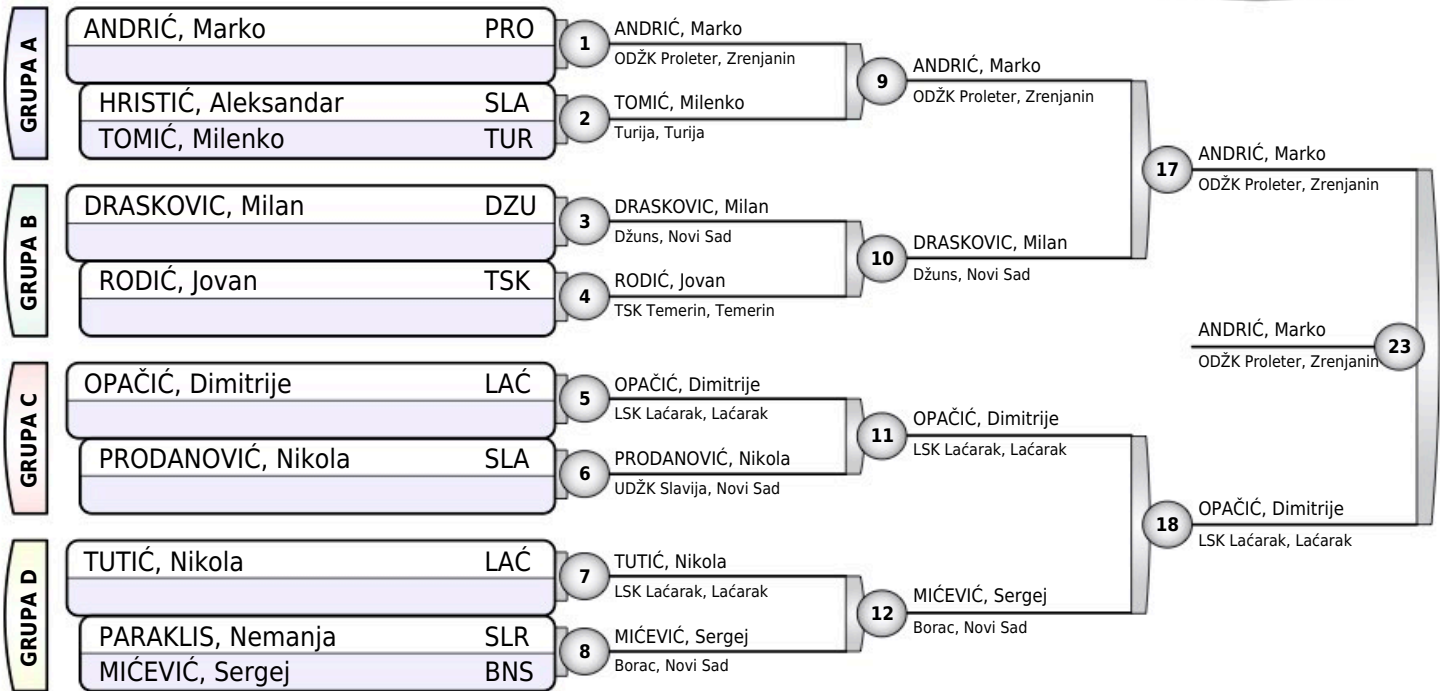 GRUPA A
ANDRIĆ, Marko PRO
HRISTIĆ, Aleksandar SLA
TOMIĆ, Milenko TUR
GRUPA B
DRASKOVIC, Milan DZU
RODIĆ, Jovan TSK
GRUPA C
OPAČIĆ, Dimitrije LAĆ
PRODANOVIĆ, Nikola SLA
GRUPA D
TUTIĆ, Nikola LAĆ
PARAKLIS, Nemanja SLR
MIĆEVIĆ, Sergej BNS
1
ANDRIĆ, Marko
ODŽK Proleter, Zrenjanin
2
TOMIĆ, Milenko
Turija, Turija
3
DRASKOVIC, Milan
Džuns, Novi Sad
4
RODIĆ, Jovan
TSK Temerin, Temerin
5
OPAČIĆ, Dimitrije
LSK Laćarak, Laćarak
6
PRODANOVIĆ, Nikola
UDŽK Slavija, Novi Sad
7
TUTIĆ, Nikola
LSK Laćarak, Laćarak
8
MIĆEVIĆ, Sergej
Borac, Novi Sad
9
ANDRIĆ, Marko
ODŽK Proleter, Zrenjanin
10
DRASKOVIC, Milan
Džuns, Novi Sad
11
OPAČIĆ, Dimitrije
LSK Laćarak, Laćarak
12
MIĆEVIĆ, Sergej
Borac, Novi Sad
17
ANDRIĆ, Marko
ODŽK Proleter, Zrenjanin
18
OPAČIĆ, Dimitrije
LSK Laćarak, Laćarak
ANDRIĆ, Marko
ODŽK Proleter, Zrenjanin
23